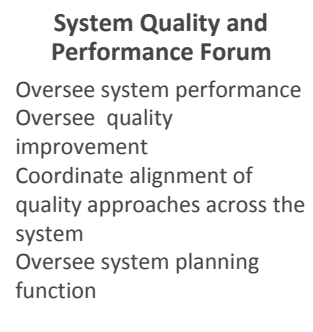 System Quality and
Performance Forum
Oversee system performance
Oversee  quality
improvement
Coordinate alignment of
quality approaches across the
system
Oversee system planning
function